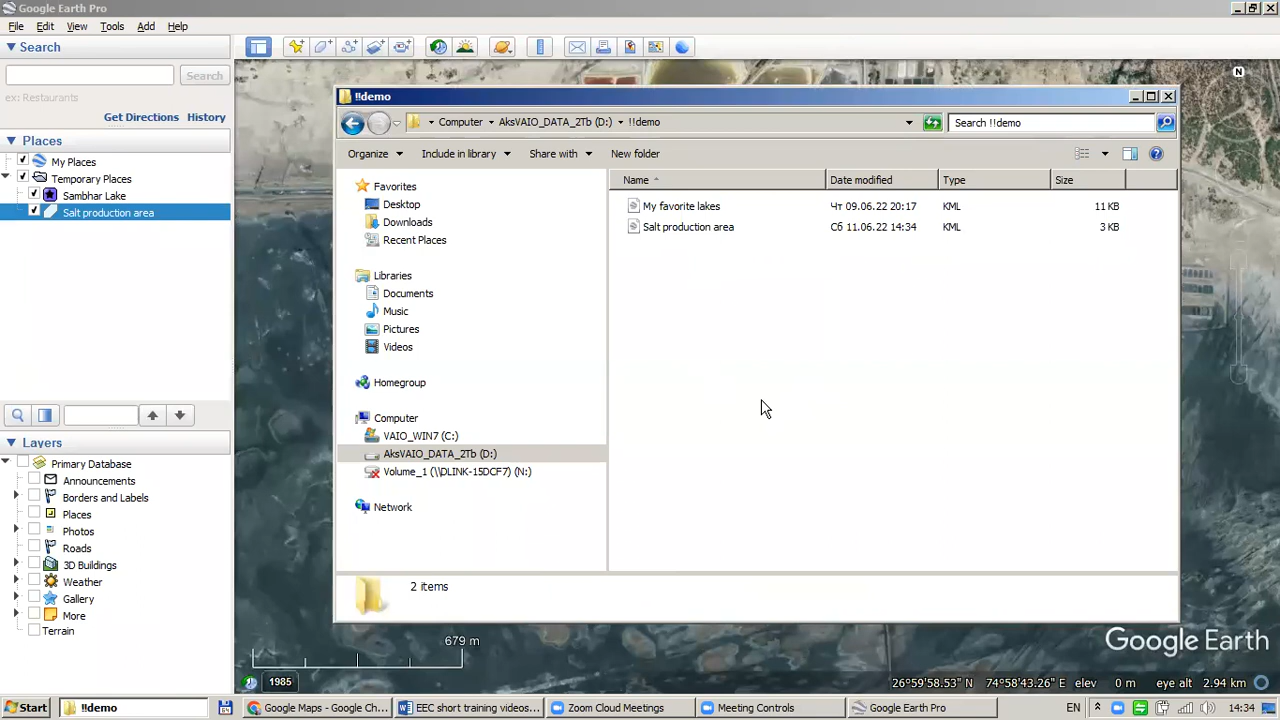 Google Earth Pro
File Edit View Tools Add Help
Search
Search
ex: Restaurants
Get Directions History
Places
My Places
Temporary Places
Sambhar Lake
Salt production area
Layers
Primary Database
Announcements
Borders and Labels
Places
Photos
Roads
3D Buildings
Weather
Gallery
More
Terrain
N
!!demo
Computer AksVAIO_DATA_2Tb (D:) !!demo
Search !!demo
Organize Include in library Share with New folder
Favorites
Desktop
Downloads
Recent Places
Libraries
Documents
Music
Pictures
Videos
Homegroup
Computer
VAIO_WIN7 (C:)
AksVAIO_DATA_2Tb (D:)
Volume_1 (\\DLINK-15DCF7) (N:)
Network
Name Date modified Type Size
My favorite lakes Чт 09.06.22 20:17 KML 11 KB
Salt production area Сб 11.06.22 14:34 KML 3 KB
2 items
679 m
Google Earth
1985
26°59'58.53" N 74°58'43.26" E elev 0 m eye alt 2.94 km
Start !!demo Google Maps - Google Ch... EEC short training videos... Zoom Cloud Meetings Meeting Controls Google Earth Pro EN 14:34